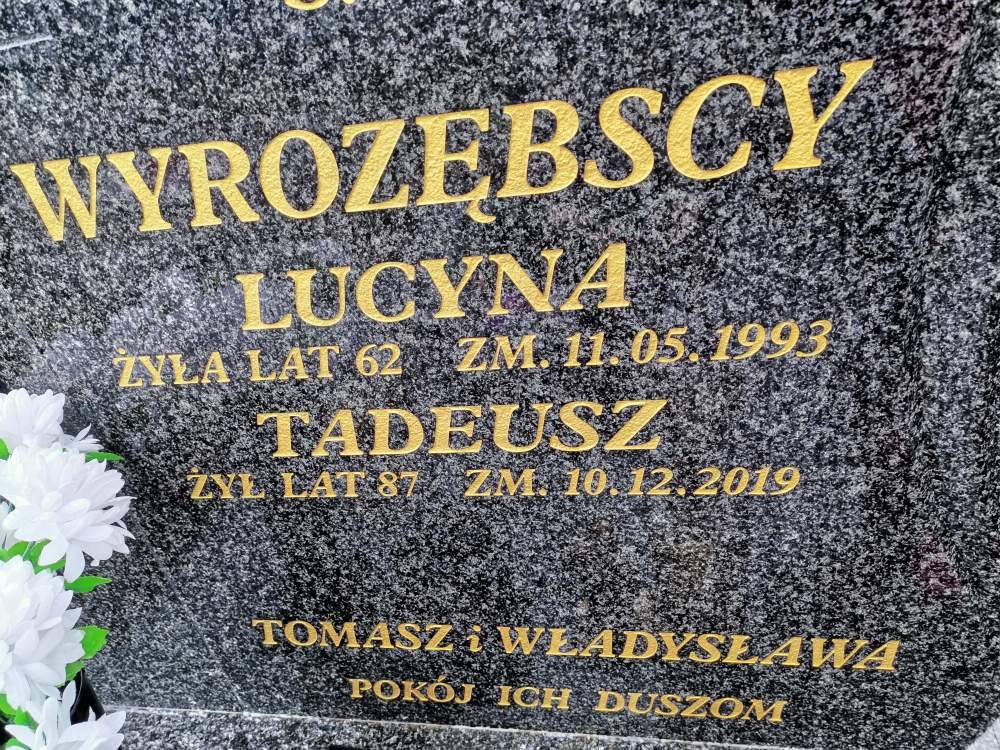 WYROZĘBSCY
LUCYNA
ŻYŁA LAT 62 ZM. 11.05.1993
TADEUSZ
ŻYŁ LAT 87 ZM. 10.12.2019
TOMASZ i WŁADYSŁAWA
POKÓJ ICH DUSZOM